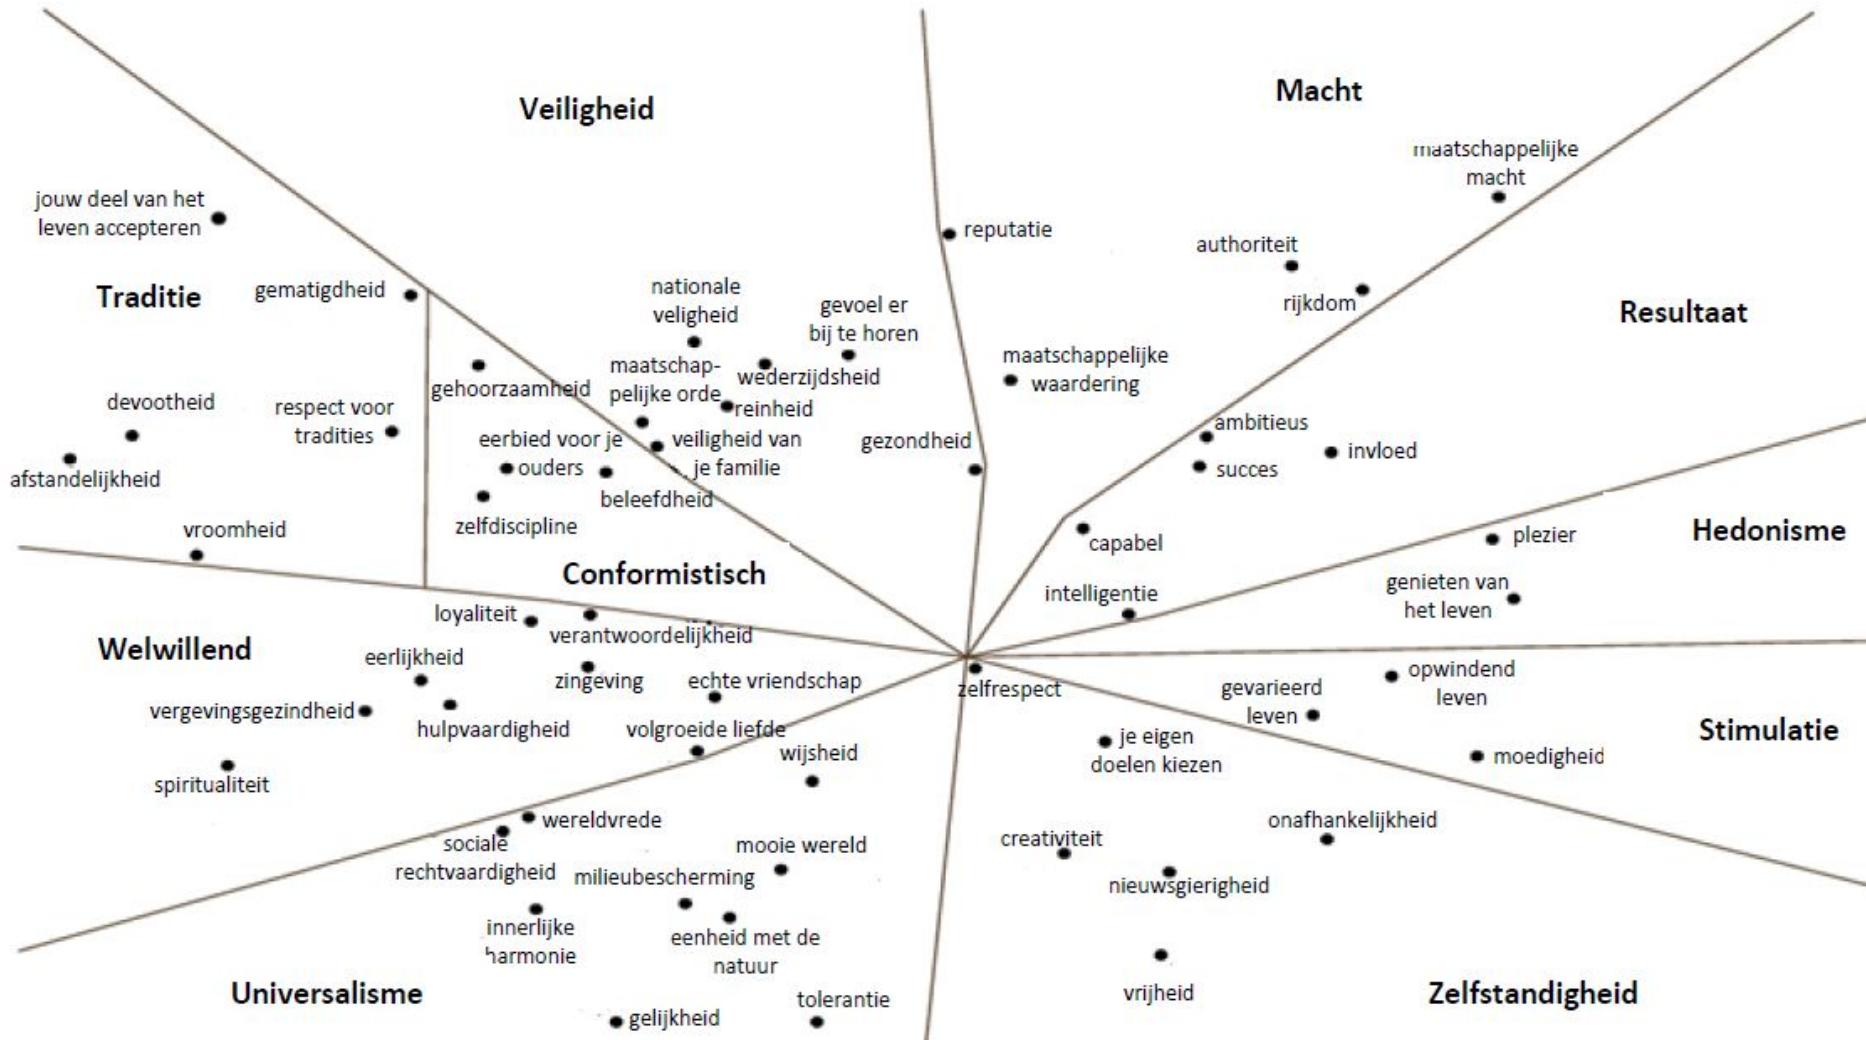 Veiligheid
Macht
maatschappelijke
macht
jouw deel van het
leven accepteren
reputatie
authoriteit
rijkdom
Traditie
gematigdheid
nationale
veligheid
gevoel er
bij te horen
Resultaat
maatschap-
pelijke orde
wederzijdsheid
reinheid
maatschappelijke
waardering
gehoorzaamheid
devootheid
respect voor
tradities
afstandelijkheid
eerbied voor je
ouders
veiligheid van
je familie
gezondheid
ambitieus
invloed
succes
beleefdheid
zelfdiscipline
vroomheid
capabel
plezier
Hedonisme
Conformistisch
intelligentie
genieten van
het leven
loyaliteit
verantwoordelijkheid
Welwillend
eerlijkheid
zingeving
echte vriendschap
zelfrespect
gevarieerd
leven
opwindend
leven
vergevingsgezindheid
hulpvaardigheid
volgroeide liefde
wijsheid
je eigen
doelen kiezen
Stimulatie
moedigheid
spiritualiteit
wereldvrede
sociale
rechtvaardigheid
mooie wereld
creativiteit
onafhankelijkheid
milieubescherming
nieuwsgierigheid
innerlijke
harmonie
eenheid met de
natuur
Universalisme
tolerantie
gelijkheid
vrijheid
Zelfstandigheid